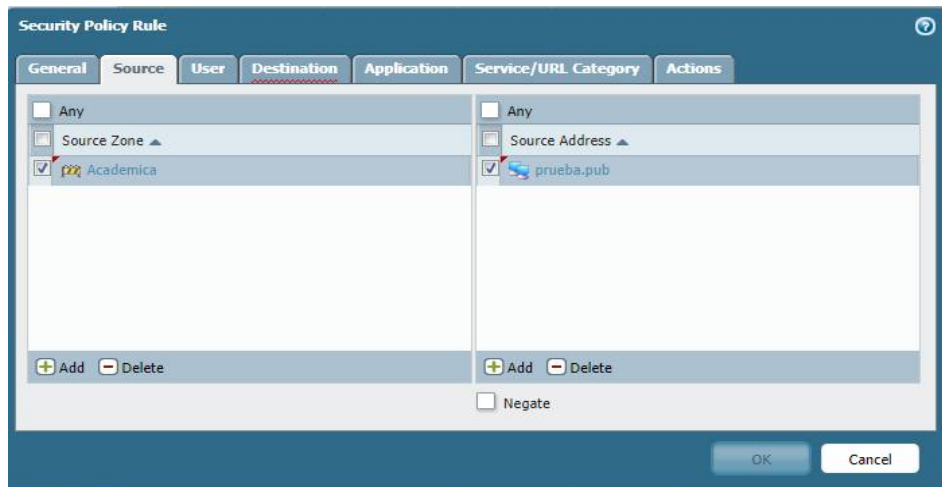 Security Policy Rule
General Source User Destination Application Service/URL Category Actions
Any Any
Source Zone Source Address
Academica prueba.pub
Add Delete Add Delete
Negate
OK Cancel